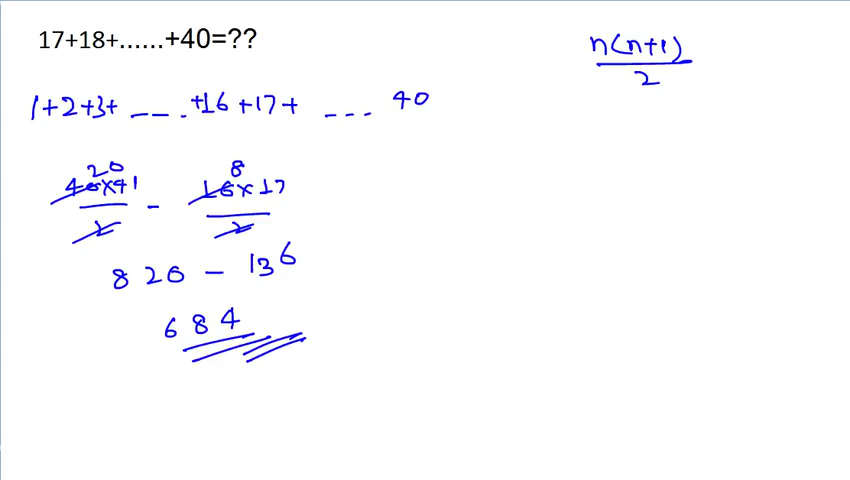 17+18+......+40=??
n(n+1)
2
1+2+3+ --- . +16 +17+ --- 40
20 8
40×41 - 16×17
2 2
820 - 136
684